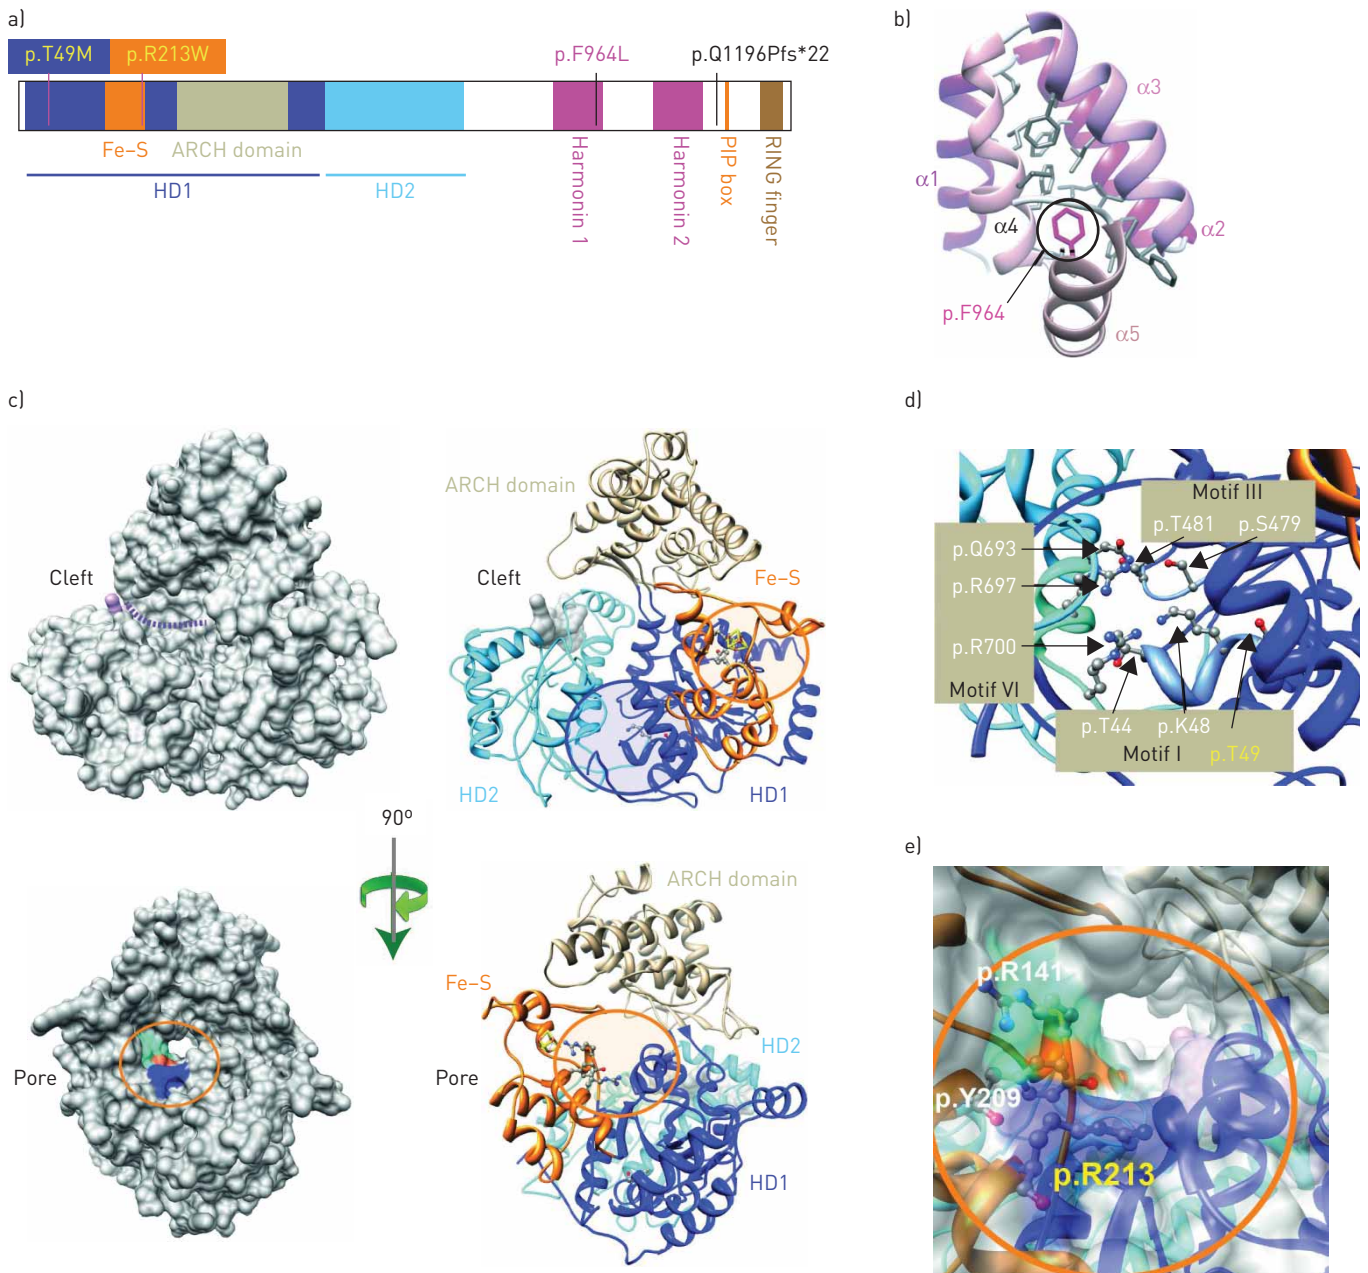 a)
p.T49M p.R213W p.F964L p.Q1196Pfs*22
Fe–S ARCH domain
HD1 HD2
Harmonin 1
Harmonin 2
PIP box
RING finger
b)
α3
α1
α4
α2
p.F964
α5
c)
Cleft
ARCH domain
Cleft
Fe–S
HD2
HD1
90º
Pore
ARCH domain
Fe–S
HD2
Pore
HD1
d)
Motif III
p.T481 p.S479
p.Q693
p.R697
p.R700
Motif VI
p.T44 p.K48
Motif I p.T49
e)
p.R141
p.Y209
p.R213